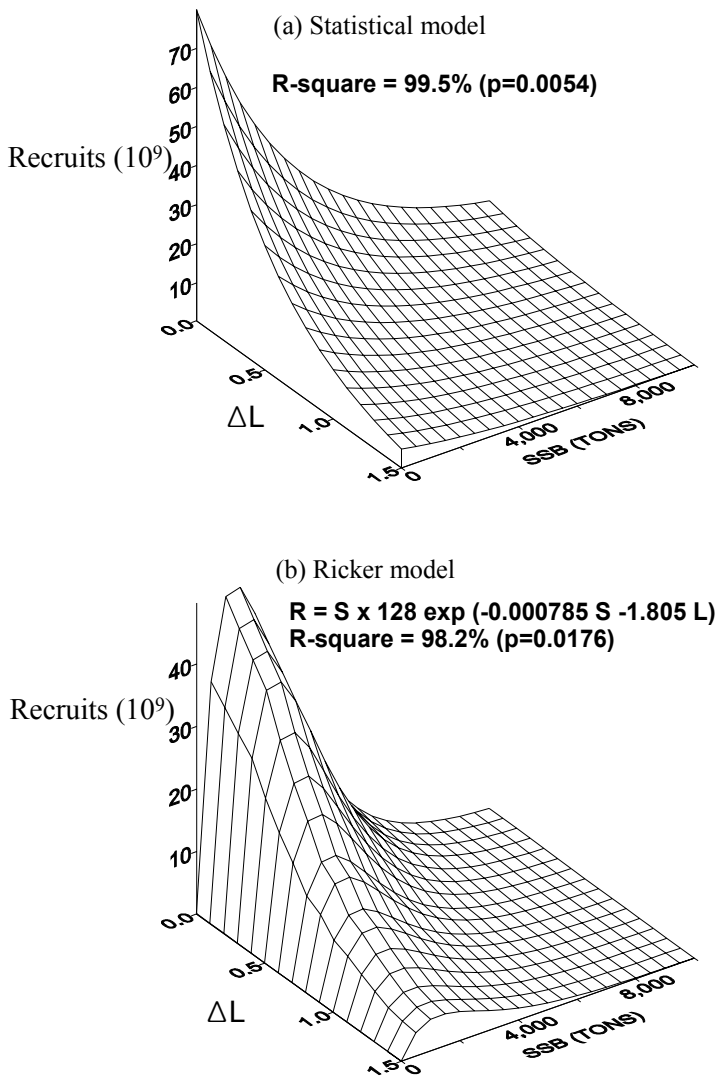 (a) Statistical model
R-square = 99.5% (p=0.0054)
Recruits (10⁹)
70
60
50
40
30
20
10
0.0
0.5
1.0
1.5
ΔL
0
4,000
8,000
SSB (TONS)
(b) Ricker model
R = S x 128 exp (-0.000785 S -1.805 L)
R-square = 98.2% (p=0.0176)
Recruits (10⁹)
40
30
20
10
0.0
0.5
1.0
1.5
ΔL
0
4,000
8,000
SSB (TONS)